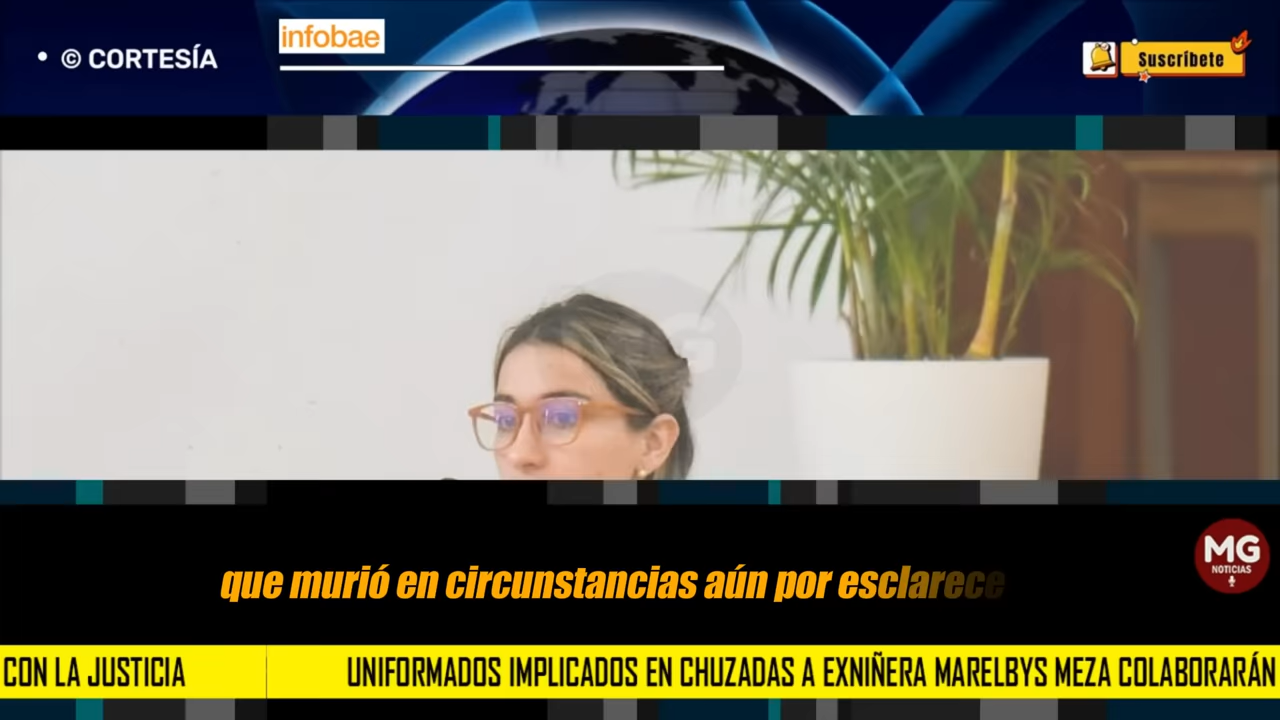 • © CORTESÍA
infobae
Suscríbete
que murió en circunstancias aún por esclarece
MG
NOTICIAS
CON LA JUSTICIA
UNIFORMADOS IMPLICADOS EN CHUZADAS A EXNIÑERA MARELBYS MEZA COLABORARÁN